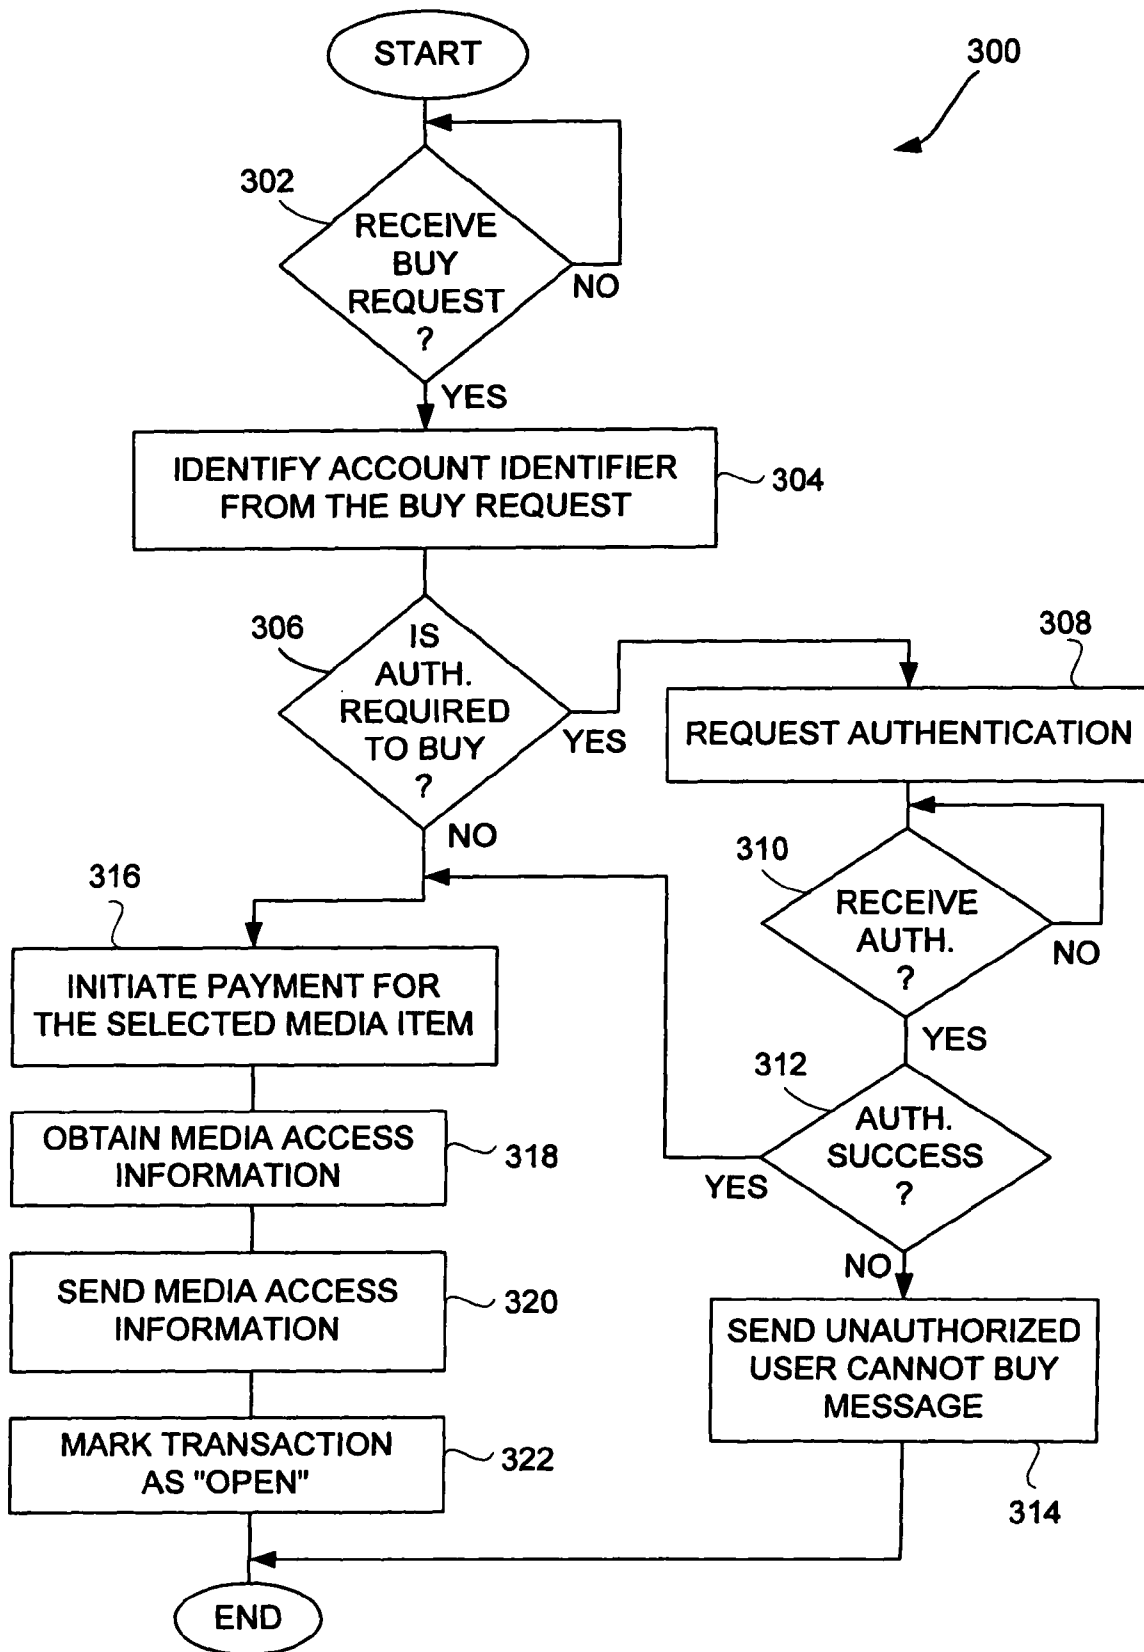 START
300
302
RECEIVE
BUY
REQUEST
?
NO
YES
IDENTIFY ACCOUNT IDENTIFIER
FROM THE BUY REQUEST
304
306
IS
AUTH.
REQUIRED
TO BUY
?
YES
NO
308
REQUEST AUTHENTICATION
310
RECEIVE
AUTH.
?
NO
YES
312
AUTH.
SUCCESS
?
YES
NO
SEND UNAUTHORIZED
USER CANNOT BUY
MESSAGE
314
316
INITIATE PAYMENT FOR
THE SELECTED MEDIA ITEM
OBTAIN MEDIA ACCESS
INFORMATION
318
SEND MEDIA ACCESS
INFORMATION
320
MARK TRANSACTION
AS "OPEN"
322
END